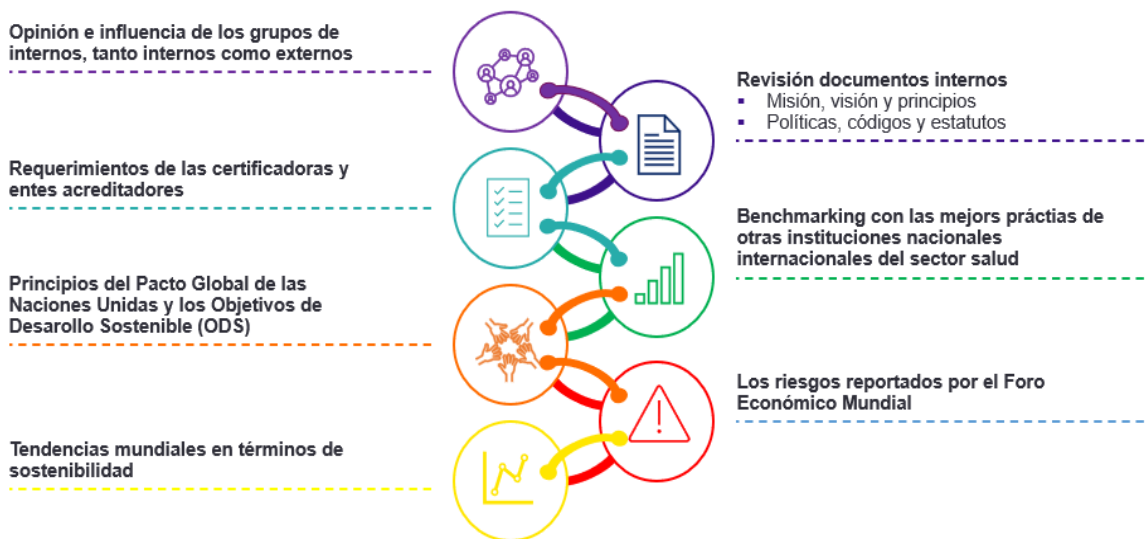 Opinión e influencia de los grupos de
internos, tanto internos como externos
Revisión documentos internos
▪ Misión, visión y principios
▪ Políticas, códigos y estatutos
Requerimientos de las certificadoras y
entes acreditadores
Benchmarking con las mejors práctias de
otras instituciones nacionales
internacionales del sector salud
Principios del Pacto Global de las
Naciones Unidas y los Objetivos de
Desarollo Sostenible (ODS)
Los riesgos reportados por el Foro
Económico Mundial
Tendencias mundiales en términos de
sostenibilidad